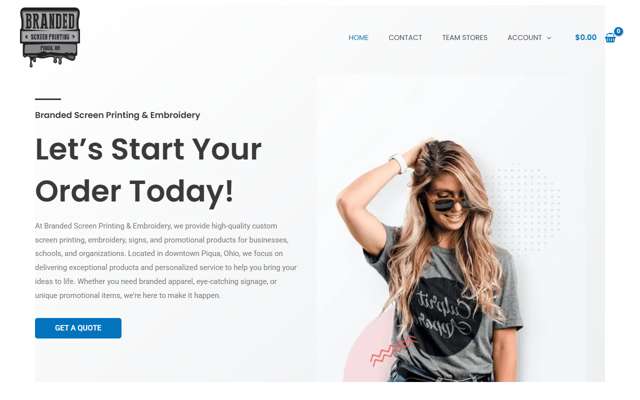 BRANDED
SCREEN PRINTING
PIQUA, OH
HOME
CONTACT
TEAM STORES
ACCOUNT
$0.00
0
Branded Screen Printing & Embroidery
Let’s Start Your
Order Today!
At Branded Screen Printing & Embroidery, we provide high-quality custom
screen printing, embroidery, signs, and promotional products for businesses,
schools, and organizations. Located in downtown Piqua, Ohio, we focus on
delivering exceptional products and personalized service to help you bring your
ideas to life. Whether you need branded apparel, eye-catching signage, or
unique promotional items, we're here to make it happen.
GET A QUOTE
Culprit
Apparel